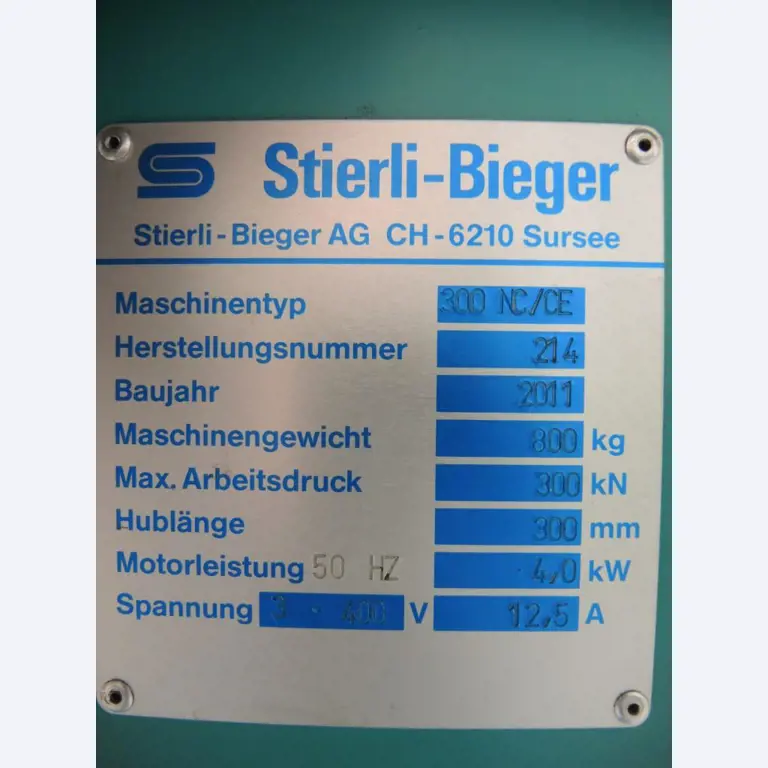 Stierli-Bieger
Stierli-Bieger AG CH-6210 Sursee
Maschinentyp 300 NC/CE
Herstellungsnummer 214
Baujahr 2011
Maschinengewicht 800 kg
Max. Arbeitsdruck 300 kN
Hublänge 300 mm
Motorleistung 50 HZ 4,0 kW
Spannung 3 - 400 V 12,5 A